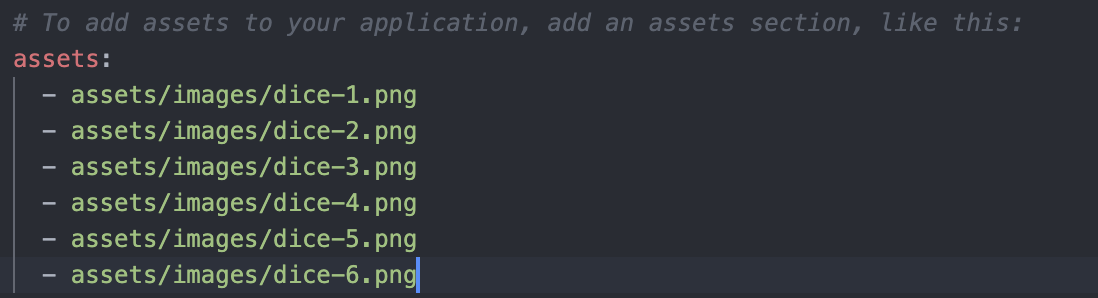 # To add assets to your application, add an assets section, like this:
assets:
- assets/images/dice-1.png
- assets/images/dice-2.png
- assets/images/dice-3.png
- assets/images/dice-4.png
- assets/images/dice-5.png
- assets/images/dice-6.png